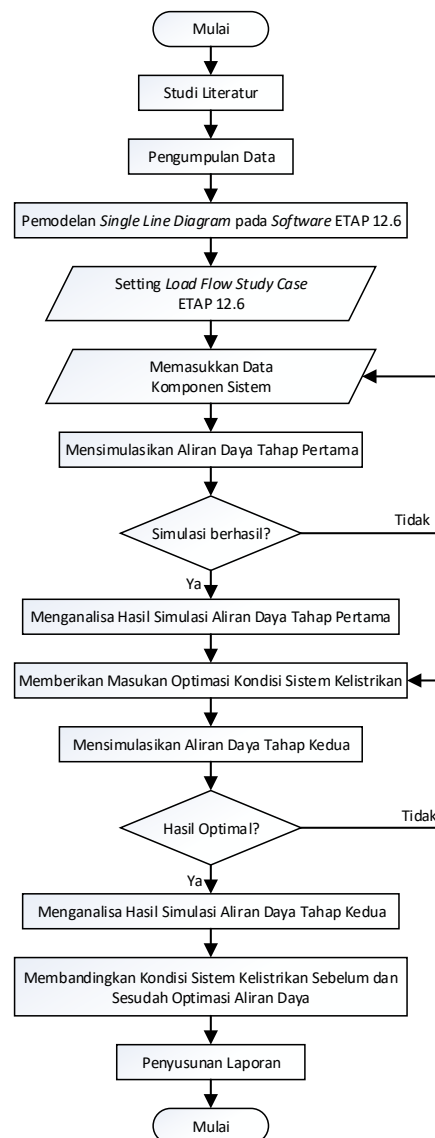 Mulai
Studi Literatur
Pengumpulan Data
Pemodelan Single Line Diagram pada Software ETAP 12.6
Setting Load Flow Study Case
ETAP 12.6
Memasukkan Data
Komponen Sistem
Mensimulasikan Aliran Daya Tahap Pertama
Simulasi berhasil?
Tidak
Ya
Menganalisa Hasil Simulasi Aliran Daya Tahap Pertama
Memberikan Masukan Optimasi Kondisi Sistem Kelistrikan
Mensimulasikan Aliran Daya Tahap Kedua
Hasil Optimal?
Tidak
Ya
Menganalisa Hasil Simulasi Aliran Daya Tahap Kedua
Membandingkan Kondisi Sistem Kelistrikan Sebelum dan
Sesudah Optimasi Aliran Daya
Penyusunan Laporan
Mulai